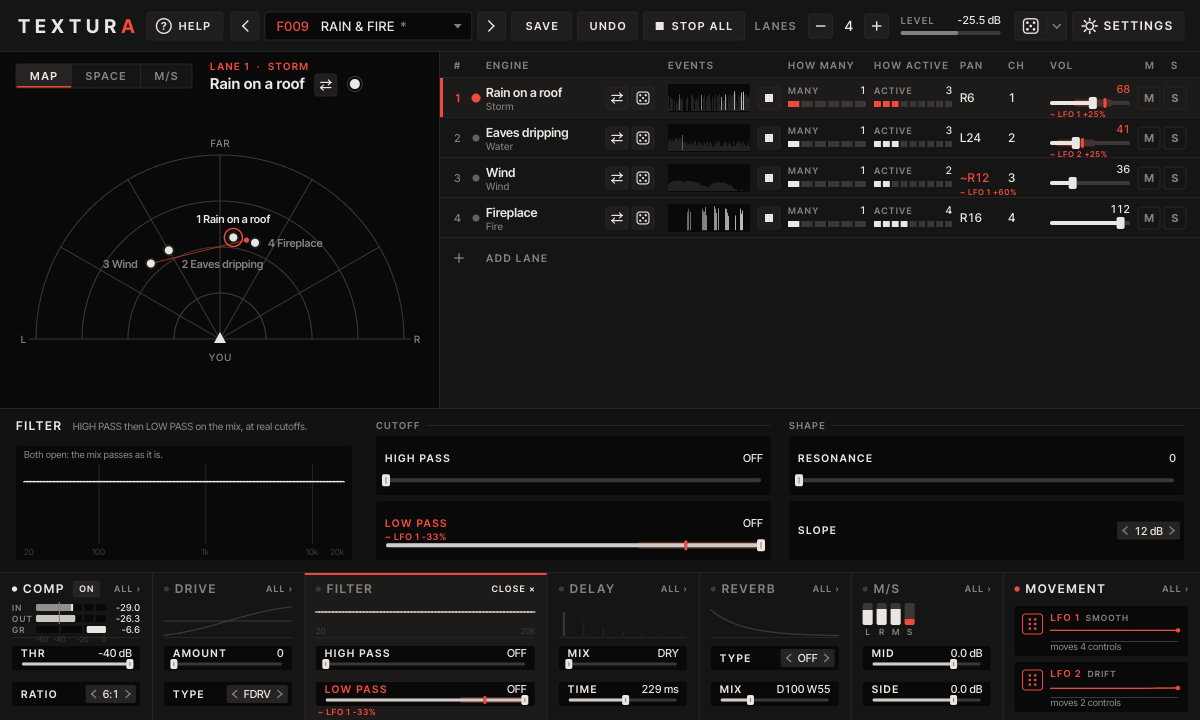 TEXTURA HELP F009 RAIN & FIRE * SAVE UNDO STOP ALL LANES 4 LEVEL -25.5 dB SETTINGS
MAP SPACE M/S
LANE 1 · STORM
Rain on a roof
FAR
1 Rain on a roof
4 Fireplace
3 Wind
2 Eaves dripping
L
R
YOU
# ENGINE EVENTS HOW MANY HOW ACTIVE PAN CH VOL M S
1 Rain on a roof MANY 1 ACTIVE 3 R6 1 68 M S
Storm
~ LFO 1 +25%
2 Eaves dripping MANY 1 ACTIVE 3 L24 2 41 M S
Water
~ LFO 2 +25%
3 Wind MANY 1 ACTIVE 2 ~R12 3 36 M S
Wind
~ LFO 1 +60%
4 Fireplace MANY 1 ACTIVE 4 R16 4 112 M S
Fire
+ ADD LANE
FILTER HIGH PASS then LOW PASS on the mix, at real cutoffs.
Both open: the mix passes as it is.
20 100 1k 10k 20k
CUTOFF
HIGH PASS OFF
LOW PASS OFF
~ LFO 1 -33%
SHAPE
RESONANCE 0
SLOPE < 12 dB >
COMP ON ALL ›
IN -29.0
OUT -26.3
GR -6.6
-60 -40 -20 0
THR -40 dB
RATIO < 6:1 >
DRIVE ALL ›
AMOUNT 0
TYPE < FDRV >
FILTER CLOSE ×
20 20k
HIGH PASS OFF
LOW PASS OFF
~ LFO 1 -33%
DELAY ALL ›
MIX DRY
TIME 229 ms
REVERB ALL ›
TYPE < OFF >
MIX D100 W55
M/S ALL ›
L R M S
MID 0.0 dB
SIDE 0.0 dB
MOVEMENT ALL ›
LFO 1 SMOOTH
moves 4 controls
LFO 2 DRIFT
moves 2 controls